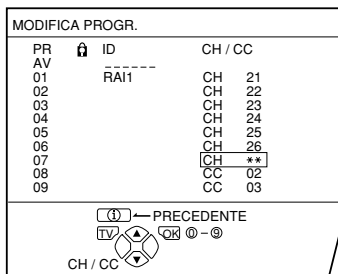 MODIFICA PROGR.
PR ID CH / CC
AV _ _ _ _ _ _
01 RAI1 CH 21
02 CH 22
03 CH 23
04 CH 24
05 CH 25
06 CH 26
07 CH **
08 CC 02
09 CC 03
i ← PRECEDENTE
TV OK 0 – 9
CH / CC